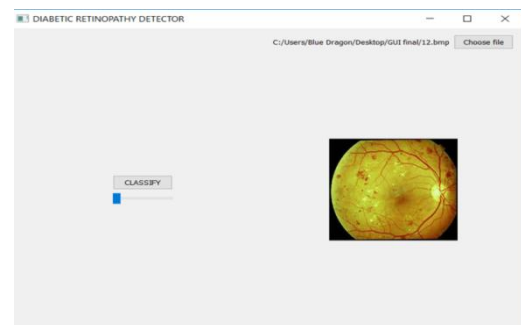 DIABETIC RETINOPATHY DETECTOR
C:/Users/Blue Dragon/Desktop/GUI final/12.bmp Choose file
CLASSIFY